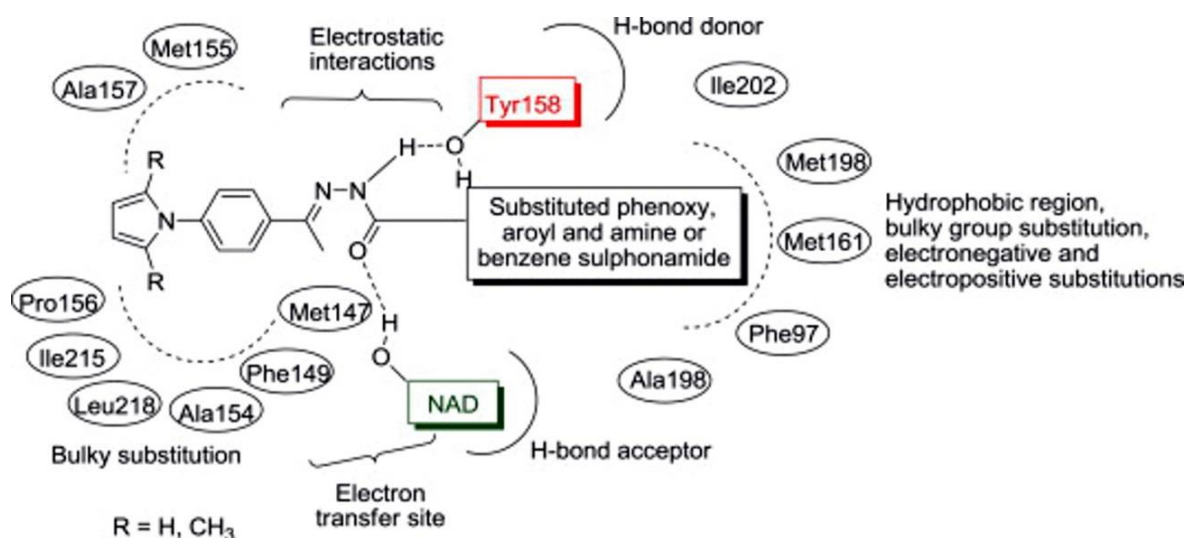 H-bond donor
Electrostatic
interactions
Met155
Ala157
Tyr158
Ile202
R
H
O
H
N
N
N
O
R
Substituted phenoxy,
aroyl and amine or
benzene sulphonamide
Met198
Met161
Hydrophobic region,
bulky group substitution,
electronegative and
electropositive substitutions
Pro156
Met147
H
O
Phe97
Ile215
Phe149
Ala198
Leu218
Ala154
NAD
Bulky substitution
H-bond acceptor
Electron
transfer site
R = H, CH3